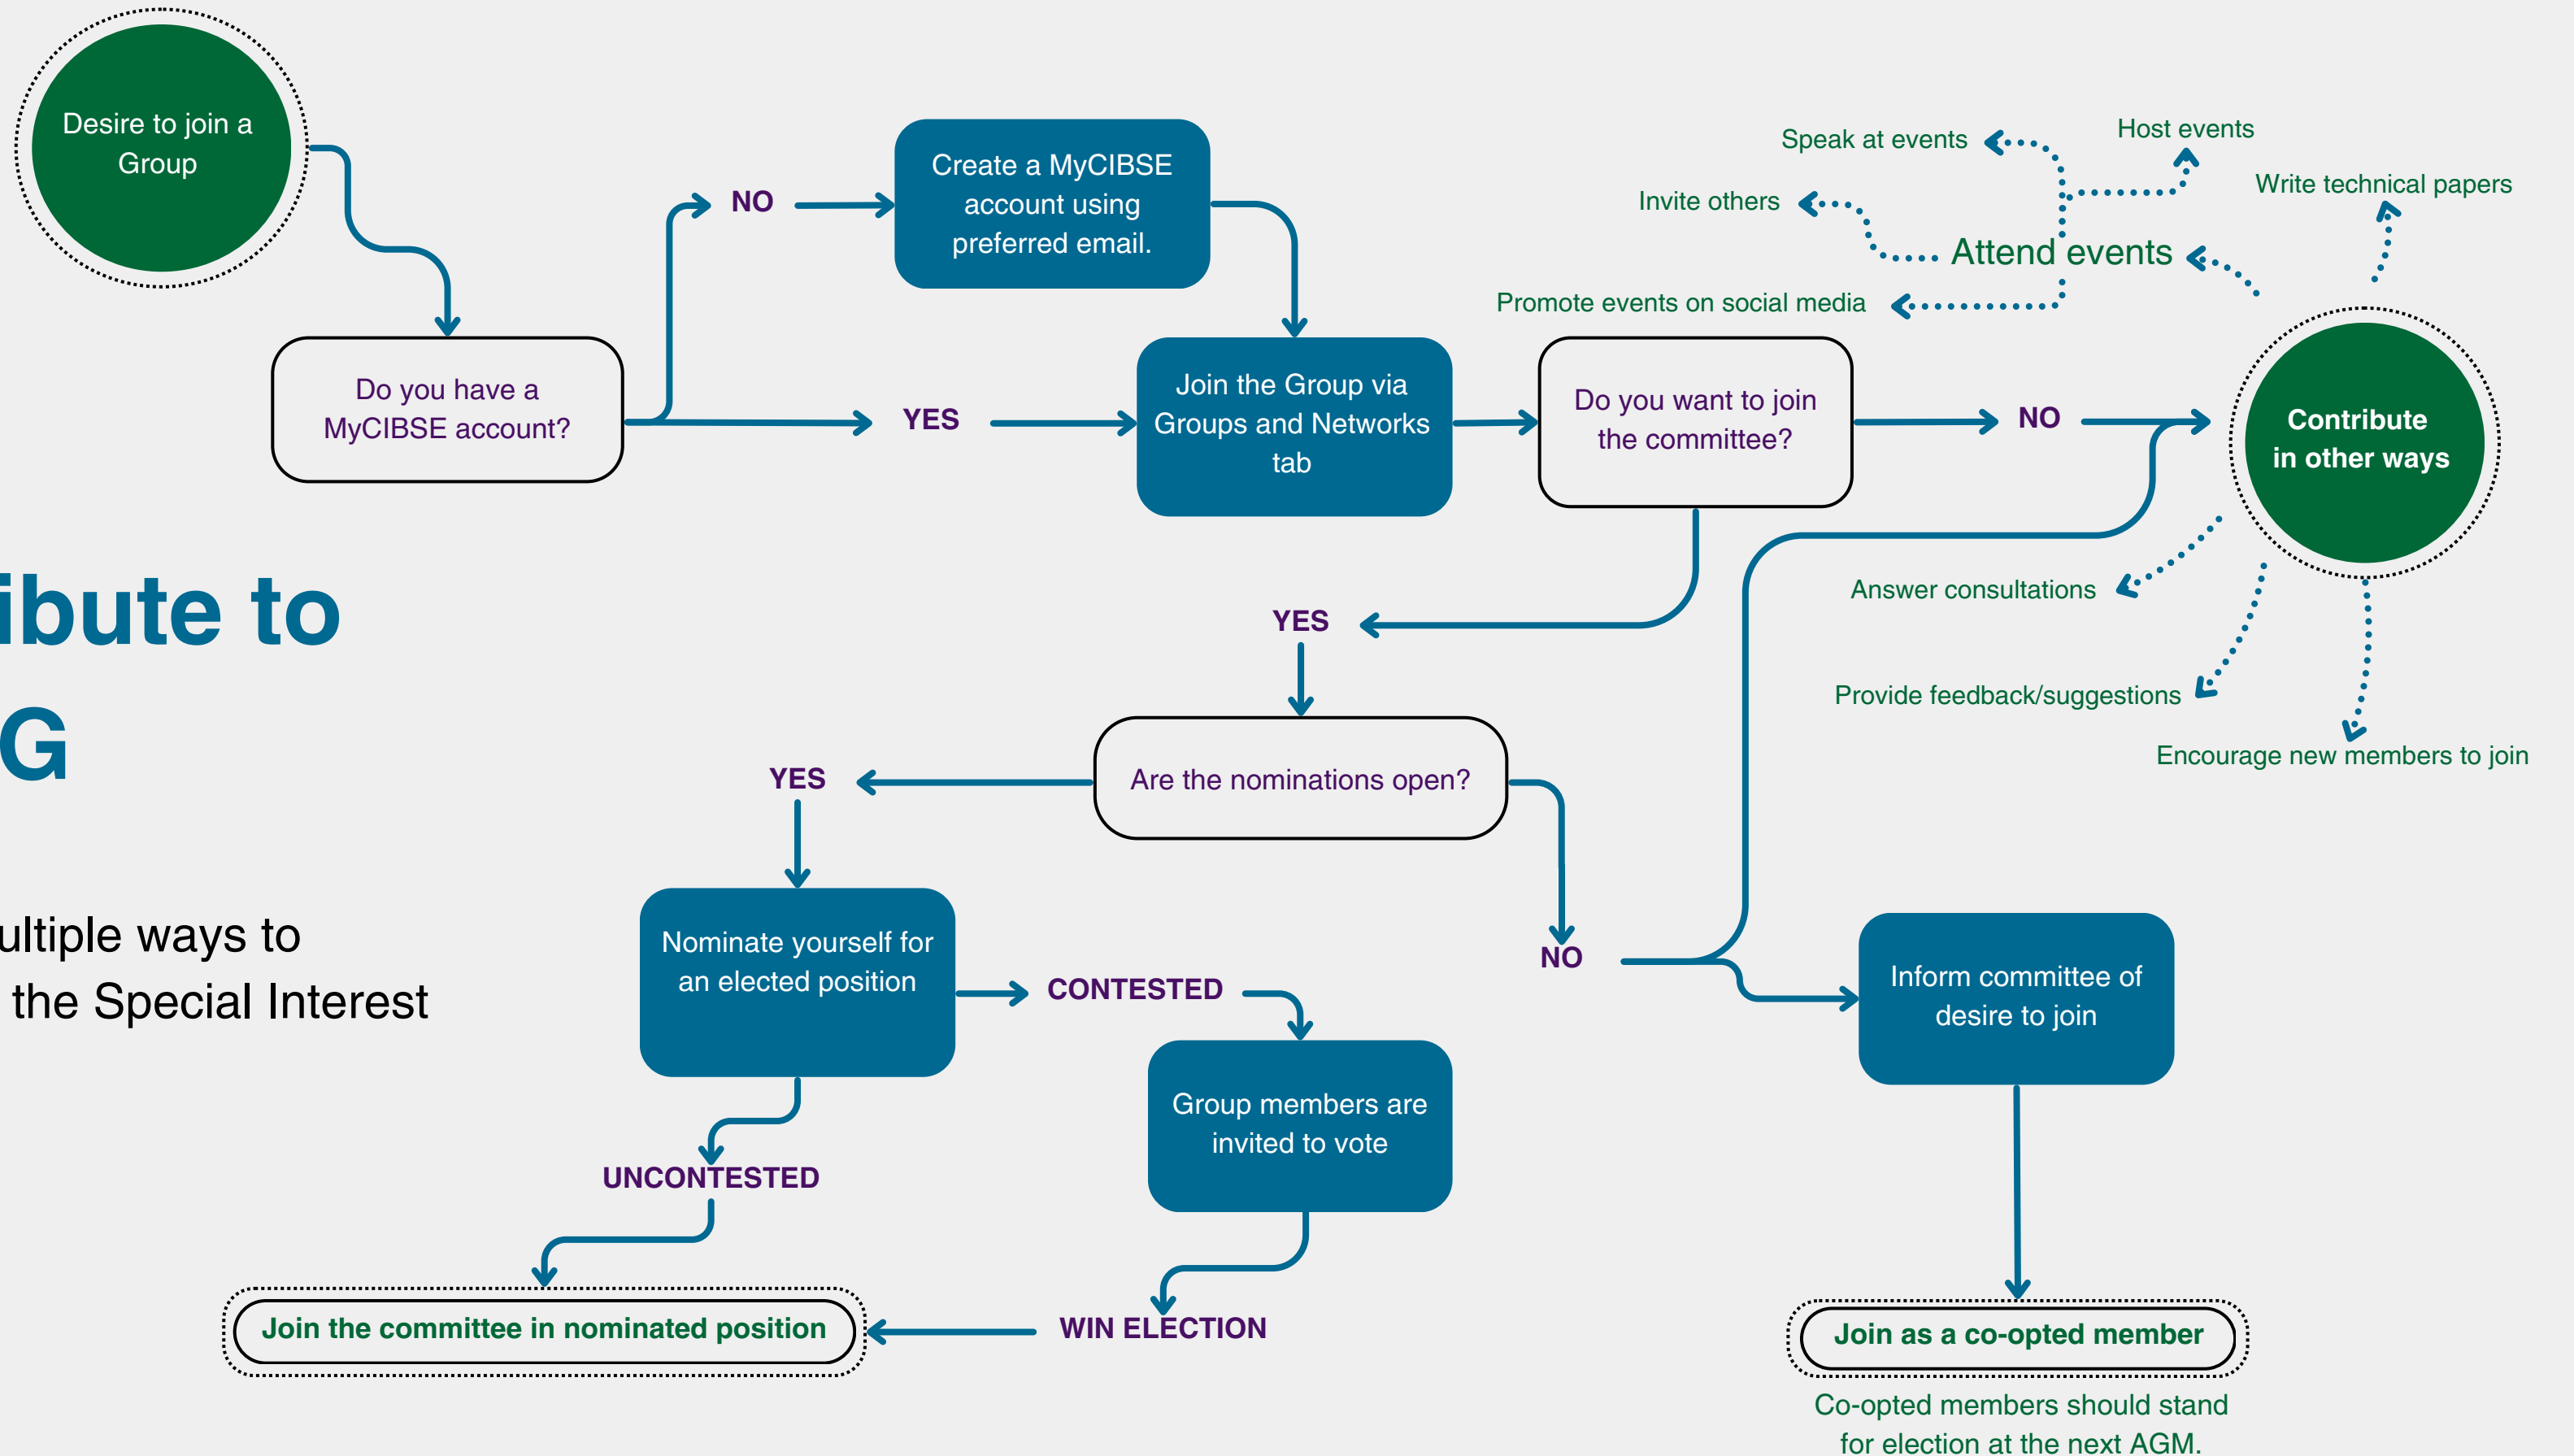 Desire to join a
Group
Do you have a
MyCIBSE account?
NO
Create a MyCIBSE
account using
preferred email.
YES
Join the Group via
Groups and Networks
tab
Do you want to join
the committee?
NO
Contribute
in other ways
Speak at events
Host events
Write technical papers
Invite others
Attend events
Promote events on social media
Answer consultations
Provide feedback/suggestions
Encourage new members to join
ibute to
G
ultiple ways to
the Special Interest
YES
Are the nominations open?
YES
NO
Nominate yourself for
an elected position
CONTESTED
Group members are
invited to vote
UNCONTESTED
WIN ELECTION
Join the committee in nominated position
Inform committee of
desire to join
Join as a co-opted member
Co-opted members should stand
for election at the next AGM.